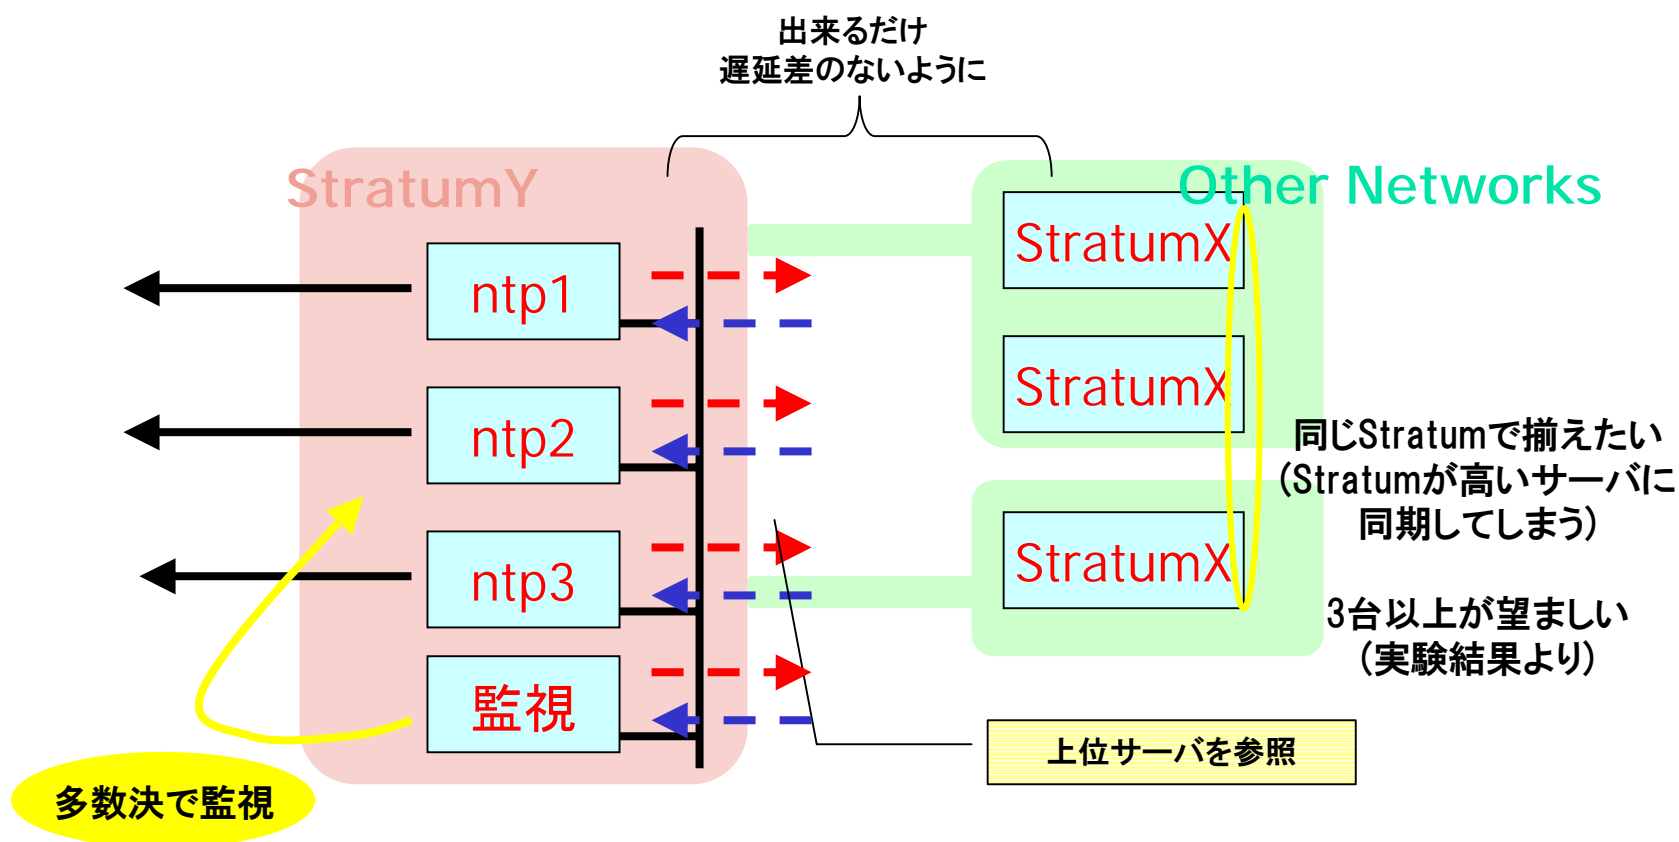 出来るだけ
遅延差のないように
StratumY
Other Networks
StratumX
ntp1
StratumX
ntp2
同じStratumで揃えたい
(Stratumが高いサーバに
同期してしまう)
StratumX
ntp3
3台以上が望ましい
(実験結果より)
監視
上位サーバを参照
多数決で監視